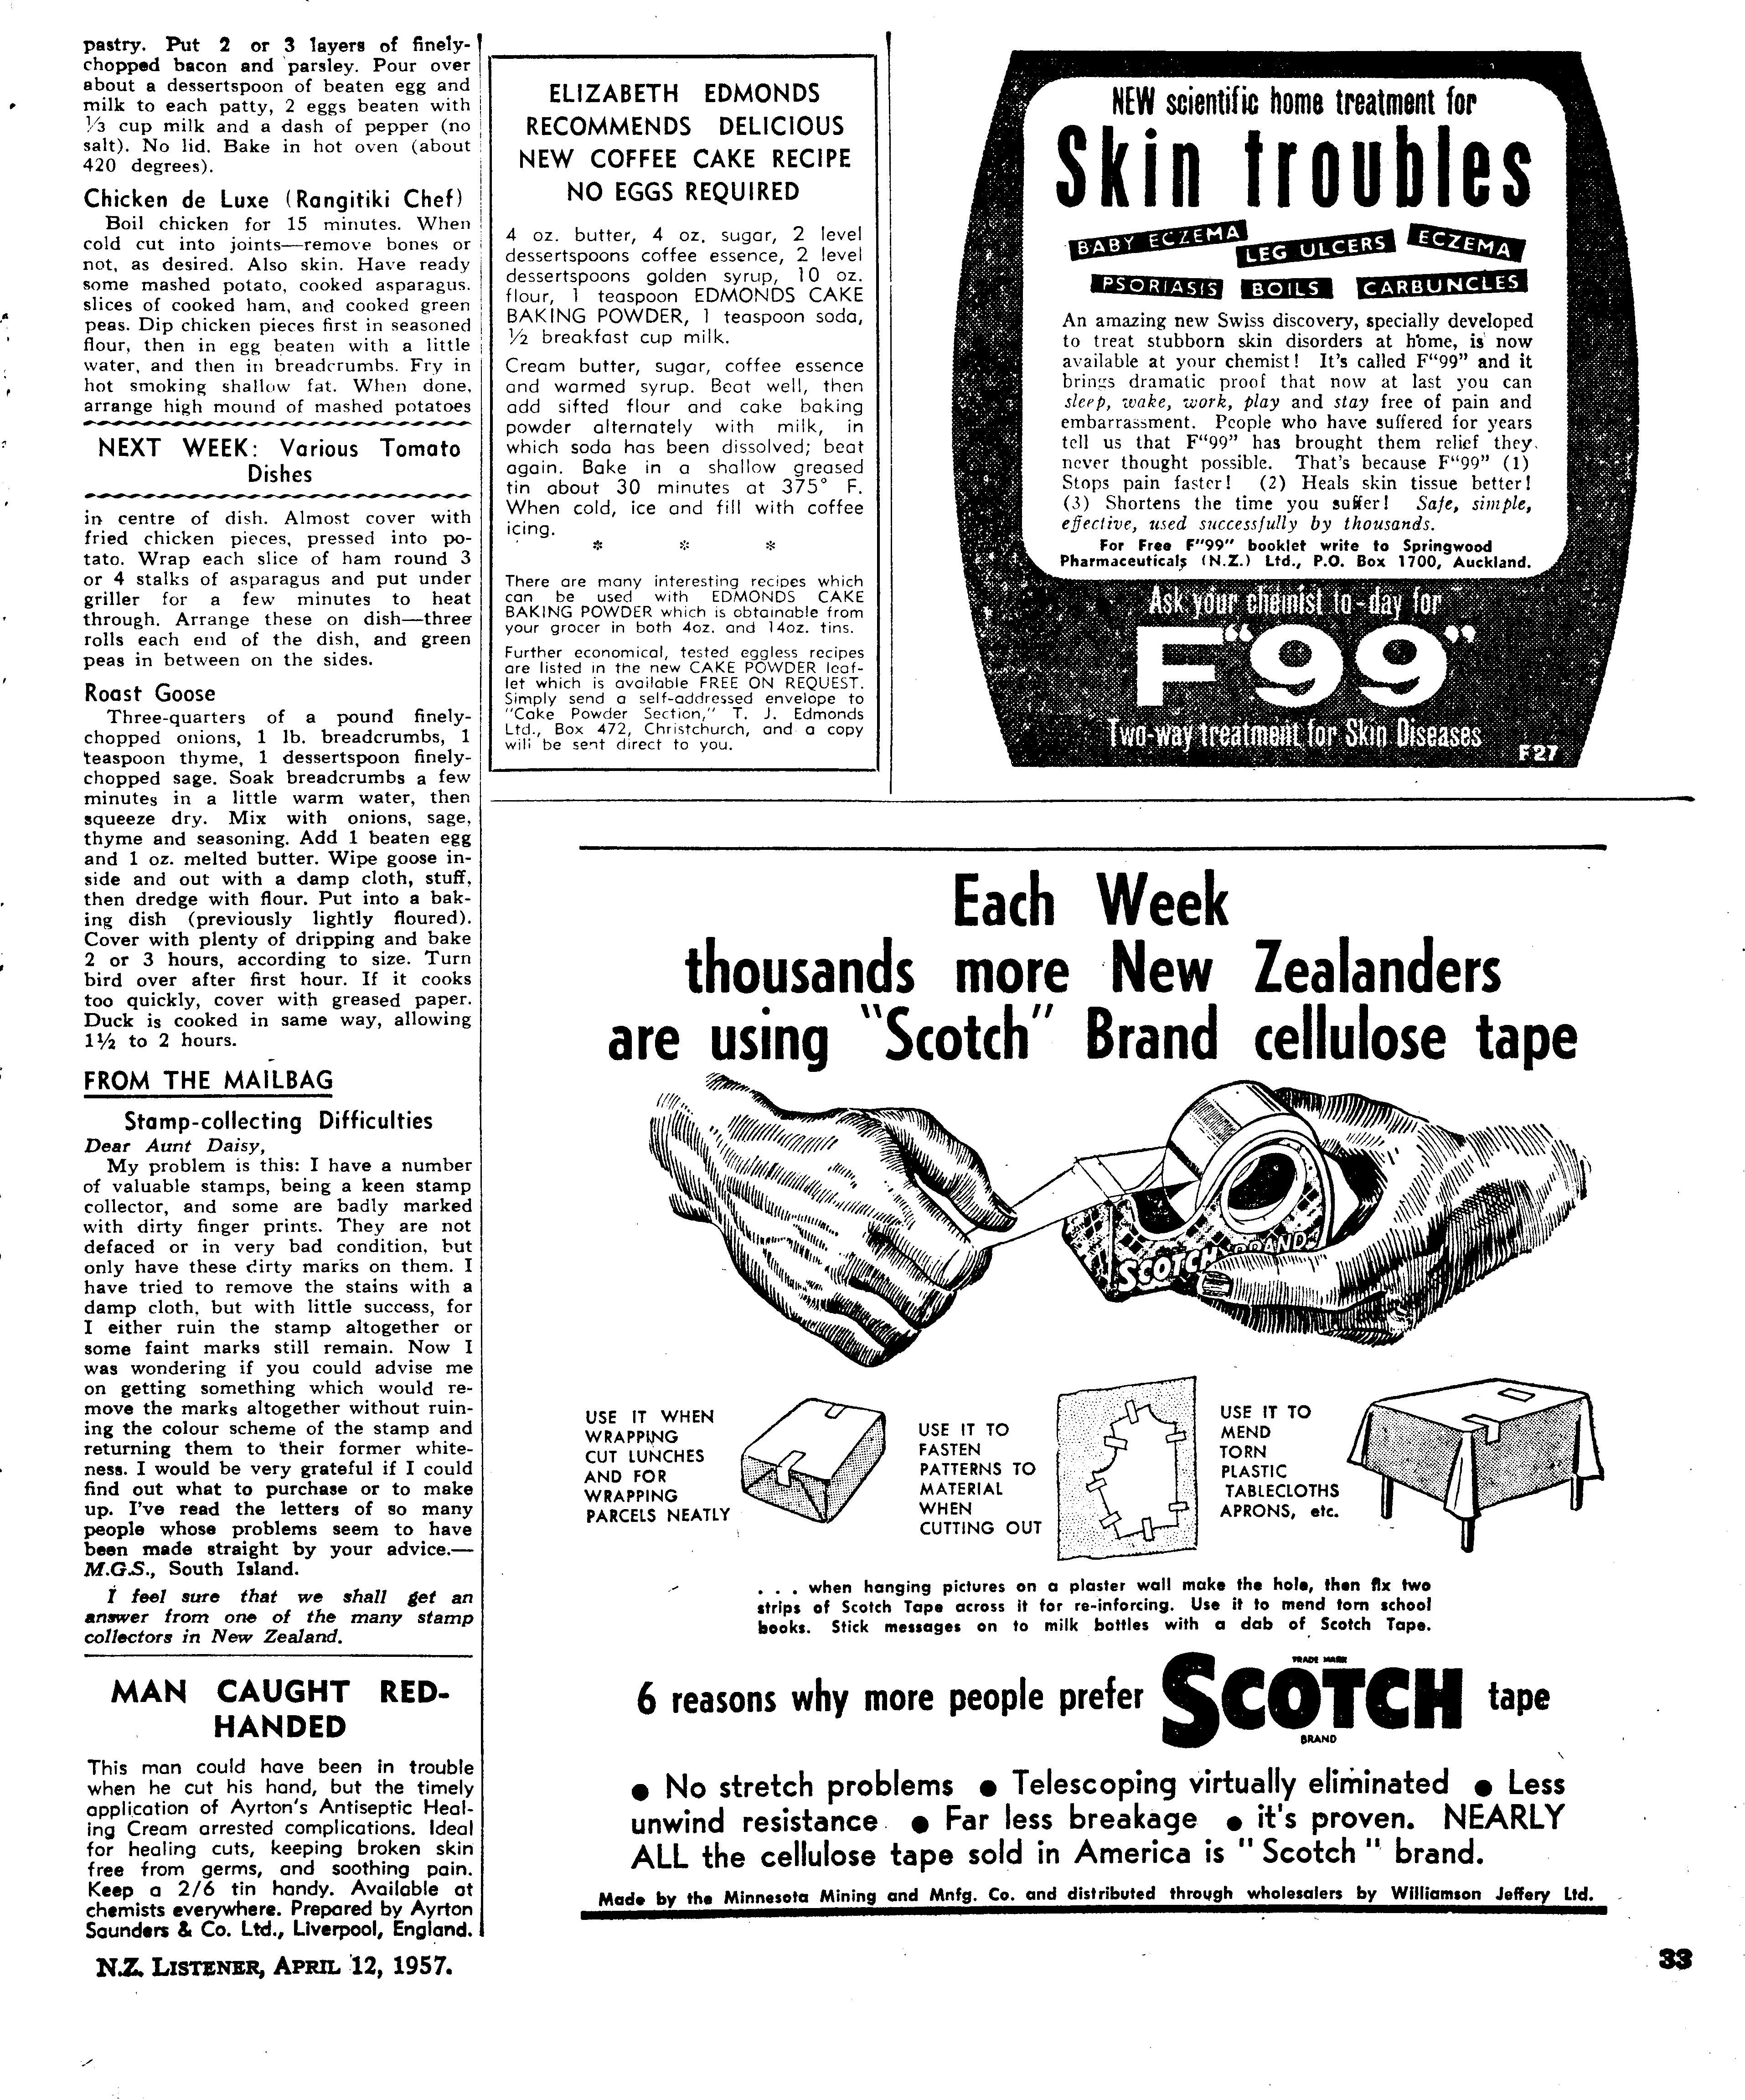 pastry. Put 2 or 3 layers of finely-
chopped bacon and parsley. Pour over
about a dessertspoon of beaten egg and
milk to each patty, 2 eggs beaten with
⅓ cup milk and a dash of pepper (no
salt). No lid. Bake in hot oven (about
420 degrees).
Chicken de Luxe (Rangitiki Chef)
Boil chicken for 15 minutes. When
cold cut into joints—remove bones or
not, as desired. Also skin. Have ready
some mashed potato, cooked asparagus.
slices of cooked ham, and cooked green
peas. Dip chicken pieces first in seasoned
flour, then in egg beaten with a little
water, and then in breadcrumbs. Fry in
hot smoking shallow fat. When done,
arrange high mound of mashed potatoes
NEXT WEEK: Various Tomato
Dishes
in centre of dish. Almost cover with
fried chicken pieces, pressed into po-
tato. Wrap each slice of ham round 3
or 4 stalks of asparagus and put under
griller for a few minutes to heat
through. Arrange these on dish—three
rolls each end of the dish, and green
peas in between on the sides.
Roast Goose
Three-quarters of a pound finely-
chopped onions, 1 lb. breadcrumbs, 1
teaspoon thyme, 1 dessertspoon finely-
chopped sage. Soak breadcrumbs a few
minutes in a little warm water, then
squeeze dry. Mix with onions, sage,
thyme and seasoning. Add 1 beaten egg
and 1 oz. melted butter. Wipe goose in-
side and out with a damp cloth, stuff,
then dredge with flour. Put into a bak-
ing dish (previously lightly floured).
Cover with plenty of dripping and bake
2 or 3 hours, according to size. Turn
bird over after first hour. If it cooks
too quickly, cover with greased paper.
Duck is cooked in same way, allowing
1½ to 2 hours.
FROM THE MAILBAG
Stamp-collecting Difficulties
Dear Aunt Daisy,
My problem is this: I have a number
of valuable stamps, being a keen stamp
collector, and some are badly marked
with dirty finger prints. They are not
defaced or in very bad condition, but
only have these dirty marks on them. I
have tried to remove the stains with a
damp cloth, but with little success, for
I either ruin the stamp altogether or
some faint marks still remain. Now I
was wondering if you could advise me
on getting something which would re-
move the marks altogether without ruin-
ing the colour scheme of the stamp and
returning them to their former white-
ness. I would be very grateful if I could
find out what to purchase or to make
up. I've read the letters of so many
people whose problems seem to have
been made straight by your advice.—
M.G.S., South Island.
I feel sure that we shall get an
answer from one of the many stamp
collectors in New Zealand.
MAN CAUGHT RED-
HANDED
This man could have been in trouble
when he cut his hand, but the timely
application of Ayrton's Antiseptic Heal-
ing Cream arrested complications. Ideal
for healing cuts, keeping broken skin
free from germs, and soothing pain.
Keep a 2/6 tin handy. Available at
chemists everywhere. Prepared by Ayrton
Saunders & Co. Ltd., Liverpool, England.
ELIZABETH EDMONDS
RECOMMENDS DELICIOUS
NEW COFFEE CAKE RECIPE
NO EGGS REQUIRED
4 oz. butter, 4 oz. sugar, 2 level
dessertspoons coffee essence, 2 level
dessertspoons golden syrup, 10 oz.
flour, 1 teaspoon EDMONDS CAKE
BAKING POWDER, 1 teaspoon soda,
½ breakfast cup milk.
Cream butter, sugar, coffee essence
and warmed syrup. Beat well, then
add sifted flour and cake baking
powder alternately with milk, in
which soda has been dissolved; beat
again. Bake in a shallow greased
tin about 30 minutes at 375° F.
When cold, ice and fill with coffee
icing.
* * *
There are many interesting recipes which
can be used with EDMONDS CAKE
BAKING POWDER which is obtainable from
your grocer in both 4oz. and 14oz. tins.
Further economical, tested eggless recipes
are listed in the new CAKE POWDER leaf-
let which is available FREE ON REQUEST.
Simply send a self-addressed envelope to
"Cake Powder Section," T. J. Edmonds
Ltd., Box 472, Christchurch, and a copy
will be sent direct to you.
NEW scientific home treatment for
Skin troubles
BABY ECZEMA LEG ULCERS ECZEMA
PSORIASIS BOILS CARBUNCLES
An amazing new Swiss discovery, specially developed
to treat stubborn skin disorders at home, is now
available at your chemist! It's called F"99" and it
brings dramatic proof that now at last you can
sleep, wake, work, play and stay free of pain and
embarrassment. People who have suffered for years
tell us that F"99" has brought them relief they
never thought possible. That's because F"99" (1)
Stops pain faster! (2) Heals skin tissue better!
(3) Shortens the time you suffer! Safe, simple,
effective, used successfully by thousands.
For Free F"99" booklet write to Springwood
Pharmaceuticals (N.Z.) Ltd., P.O. Box 1700, Auckland.
Ask your chemist to-day for
F"99"
Two-way treatment for Skin Diseases
F27
Each Week
thousands more New Zealanders
are using "Scotch" Brand cellulose tape
SCOTCH BRAND
USE IT WHEN
WRAPPING
CUT LUNCHES
AND FOR
WRAPPING
PARCELS NEATLY
USE IT TO
FASTEN
PATTERNS TO
MATERIAL
WHEN
CUTTING OUT
USE IT TO
MEND
TORN
PLASTIC
TABLECLOTHS
APRONS, etc.
. . . when hanging pictures on a plaster wall make the hole, then fix two
strips of Scotch Tape across it for re-inforcing. Use it to mend torn school
books. Stick messages on to milk bottles with a dab of Scotch Tape.
TRADE MARK
6 reasons why more people prefer SCOTCH tape
BRAND
● No stretch problems ● Telescoping virtually eliminated ● Less
unwind resistance ● Far less breakage ● it's proven. NEARLY
ALL the cellulose tape sold in America is " Scotch " brand.
Made by the Minnesota Mining and Mnfg. Co. and distributed through wholesalers by Williamson Jeffery Ltd.
N.Z. LISTENER, APRIL 12, 1957.
33